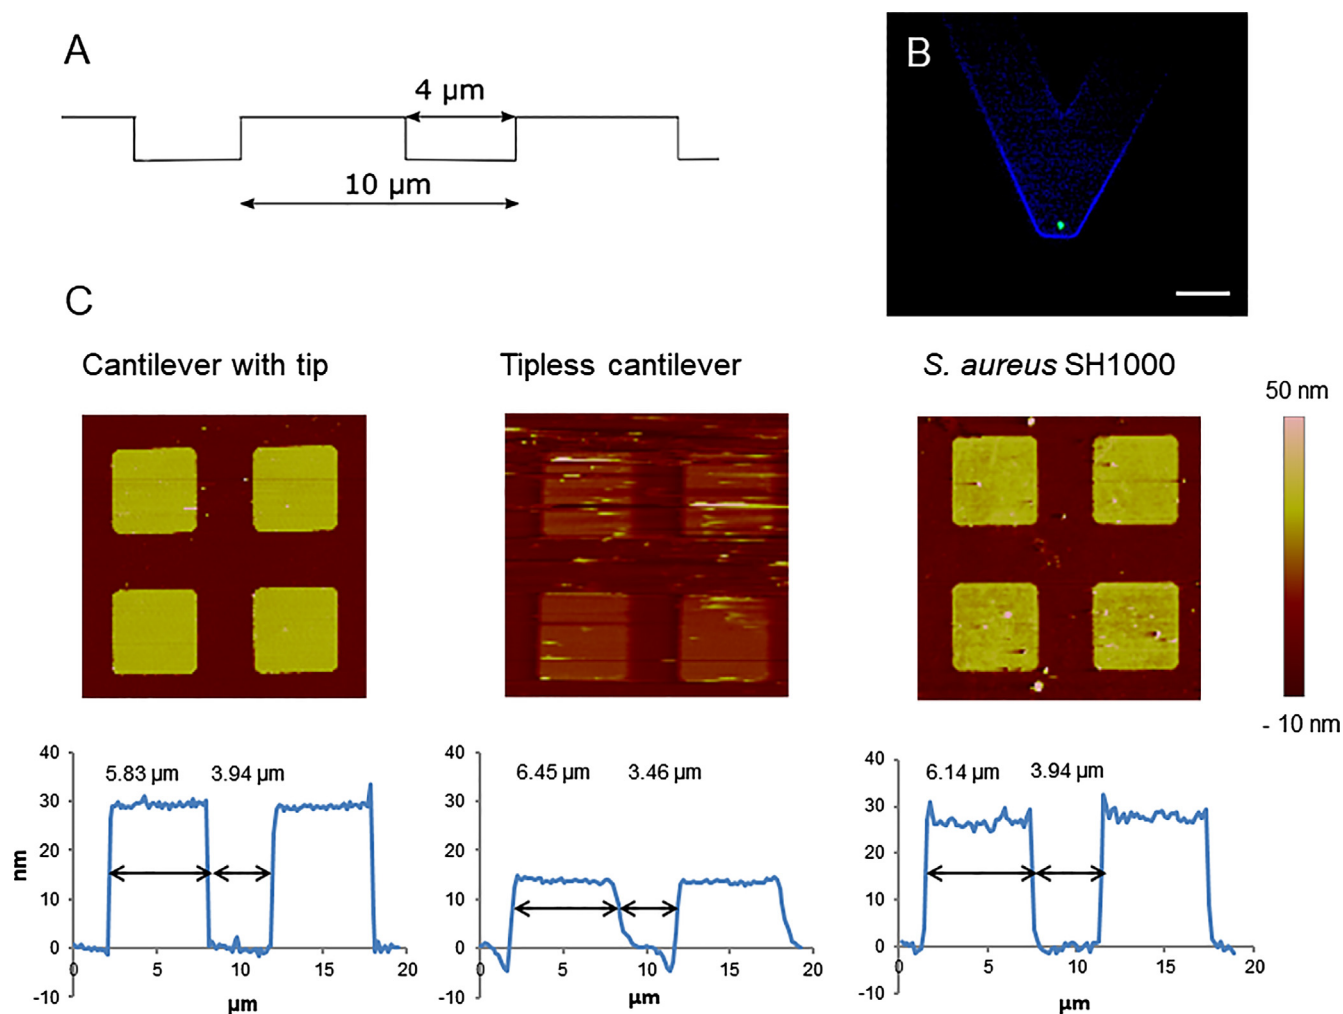 A
4 µm
10 µm
B
C
Cantilever with tip
Tipless cantilever
S. aureus SH1000
50 nm
- 10 nm
40
30
20
10
0
-10
nm
5.83 µm
3.94 µm
0
5
10
15
20
µm
40
30
20
10
0
-10
6.45 µm
3.46 µm
0
5
10
15
20
µm
40
30
20
10
0
-10
6.14 µm
3.94 µm
0
5
10
15
20
µm